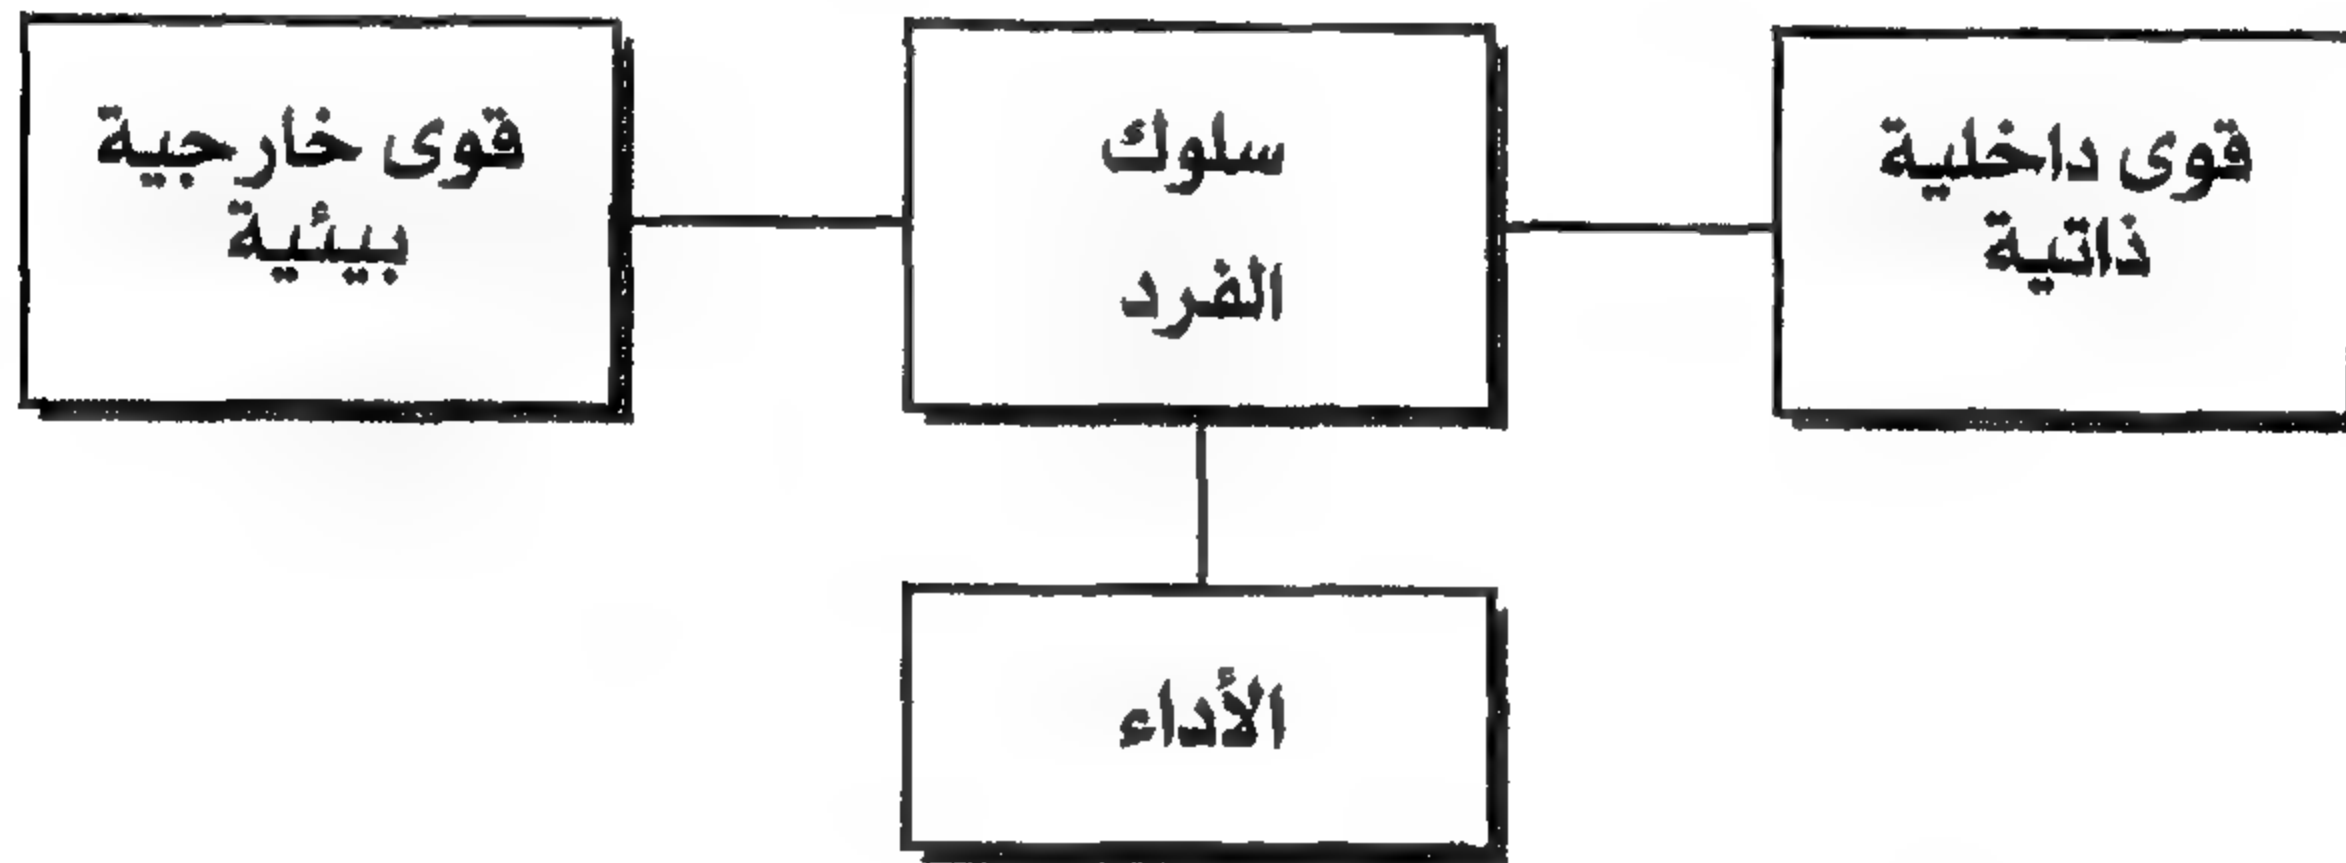 قوى داخلية
ذاتية
سلوك
الفرد
قوى خارجية
بيئية
الأداء